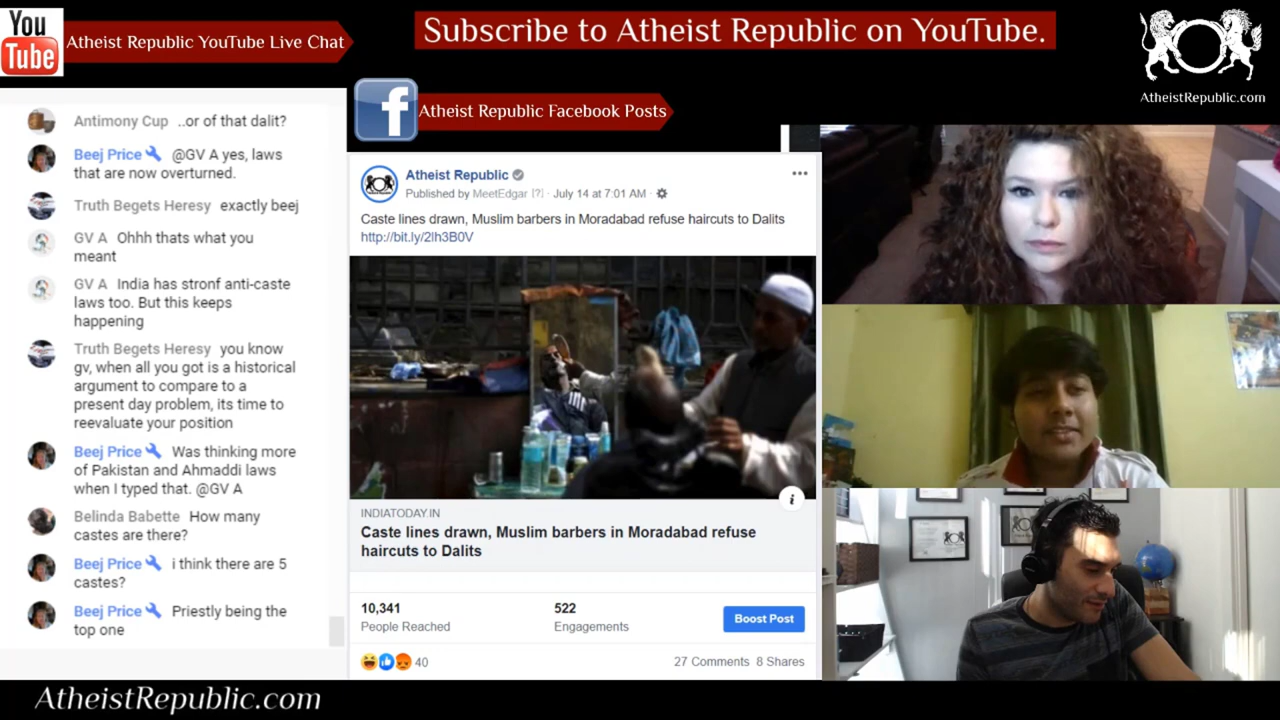 You
Tube
Atheist Republic YouTube Live Chat
Subscribe to Atheist Republic on YouTube.
AtheistRepublic.com
f
Atheist Republic Facebook Posts
Antimony Cup ..or of that dalit?
Beej Price @GV A yes, laws
that are now overturned.
Truth Begets Heresy exactly beej
GV A Ohhh thats what you
meant
GV A India has stronf anti-caste
laws too. But this keeps
happening
Truth Begets Heresy you know
gv, when all you got is a historical
argument to compare to a
present day problem, its time to
reevaluate your position
Beej Price Was thinking more
of Pakistan and Ahmaddi laws
when I typed that. @GV A
Belinda Babette How many
castes are there?
Beej Price i think there are 5
castes?
Beej Price Priestly being the
top one
Atheist Republic
Published by MeetEdgar [?] · July 14 at 7:01 AM ·
Caste lines drawn, Muslim barbers in Moradabad refuse haircuts to Dalits
http://bit.ly/2lh3B0V
INDIATODAY.IN
Caste lines drawn, Muslim barbers in Moradabad refuse
haircuts to Dalits
10,341
People Reached
522
Engagements
Boost Post
40
27 Comments 8 Shares
AtheistRepublic.com